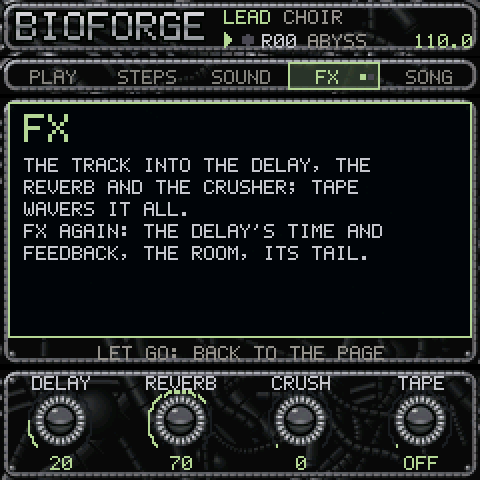 BIOFORGE
LEAD CHOIR
R00 ABYSS 110.0
PLAY STEPS SOUND FX SONG
FX
THE TRACK INTO THE DELAY, THE
REVERB AND THE CRUSHER; TAPE
WAVERS IT ALL.
FX AGAIN: THE DELAY'S TIME AND
FEEDBACK, THE ROOM, ITS TAIL.
LET GO: BACK TO THE PAGE
DELAY REVERB CRUSH TAPE
20 70 0 OFF